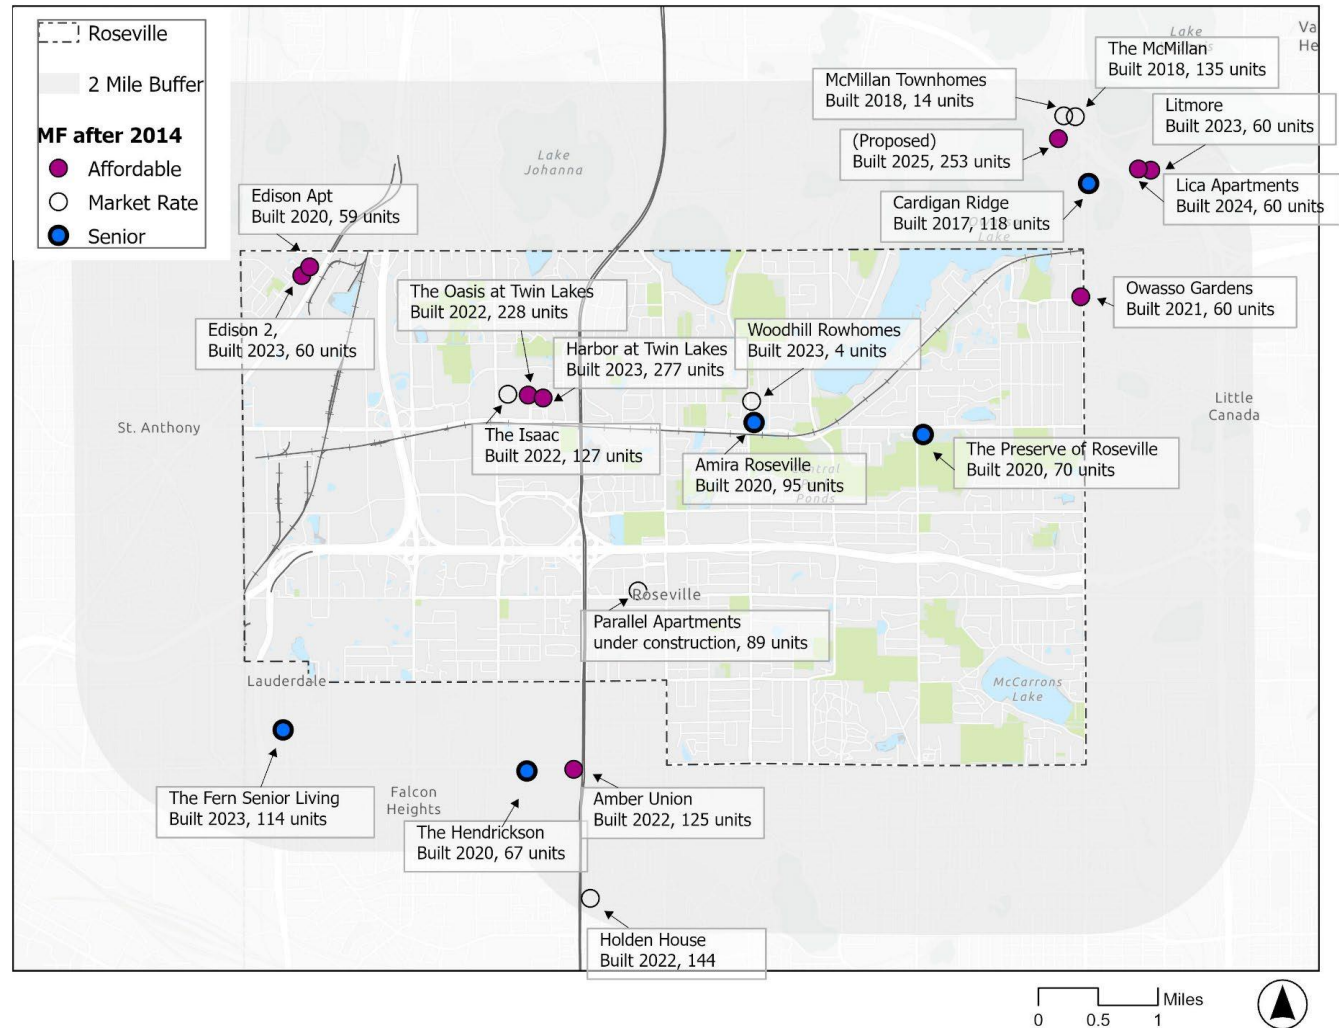 Roseville
2 Mile Buffer
MF after 2014
Affordable
Market Rate
Senior
Lake
Va
He
The McMillan
Built 2018, 135 units
McMillan Townhomes
Built 2018, 14 units
Litmore
Built 2023, 60 units
(Proposed)
Built 2025, 253 units
Lica Apartments
Built 2024, 60 units
Cardigan Ridge
Built 2017, 118 units
Lake
Lake
Johanna
Edison Apt
Built 2020, 59 units
The Oasis at Twin Lakes
Built 2022, 228 units
Owasso Gardens
Built 2021, 60 units
Edison 2,
Built 2023, 60 units
Woodhill Rowhomes
Built 2023, 4 units
Harbor at Twin Lakes
Built 2023, 277 units
Little
Canada
St. Anthony
The Isaac
Built 2022, 127 units
The Preserve of Roseville
Built 2020, 70 units
Amira Roseville
Built 2020, 95 units
Ponds
Roseville
Parallel Apartments
under construction, 89 units
Lauderdale
McCarrons
Lake
The Fern Senior Living
Built 2023, 114 units
Falcon
Heights
Amber Union
Built 2022, 125 units
The Hendrickson
Built 2020, 67 units
Holden House
Built 2022, 144
Miles
0 0.5 1